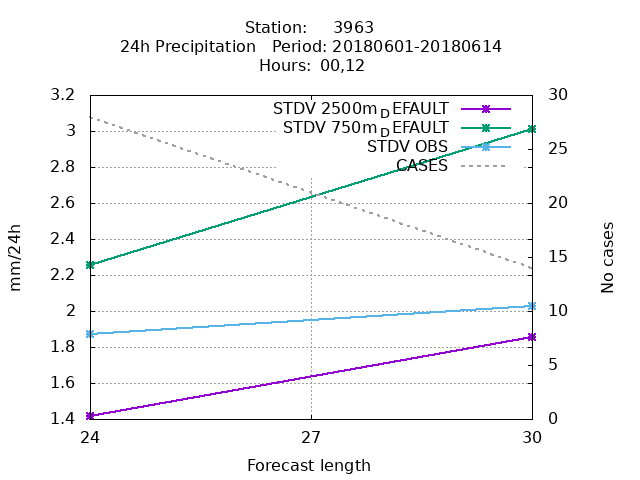 Station: 3963
24h Precipitation Period: 20180601-20180614
Hours: 00,12
3.2
3
2.8
2.6
2.4
2.2
2
1.8
1.6
1.4
30
25
20
15
10
5
0
STDV 2500m_DEFAULT
STDV 750m_DEFAULT
STDV OBS
CASES
mm/24h
No cases
24 27 30
Forecast length